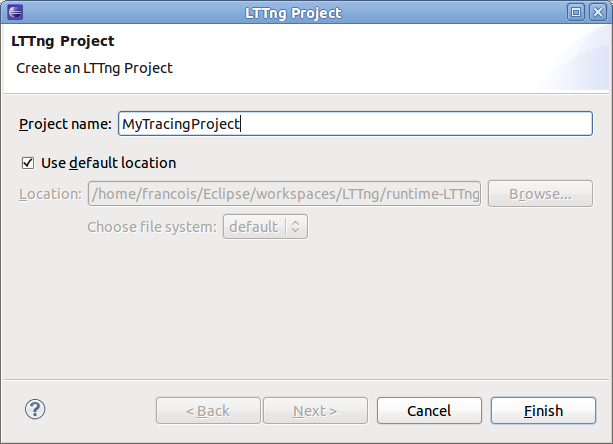 LTTng Project
LTTng Project
Create an LTTng Project
Project name: MyTracingProject
Use default location
Location: /home/francois/Eclipse/workspaces/LTTng/runtime-LTTng Browse...
Choose file system: default
? < Back Next > Cancel Finish